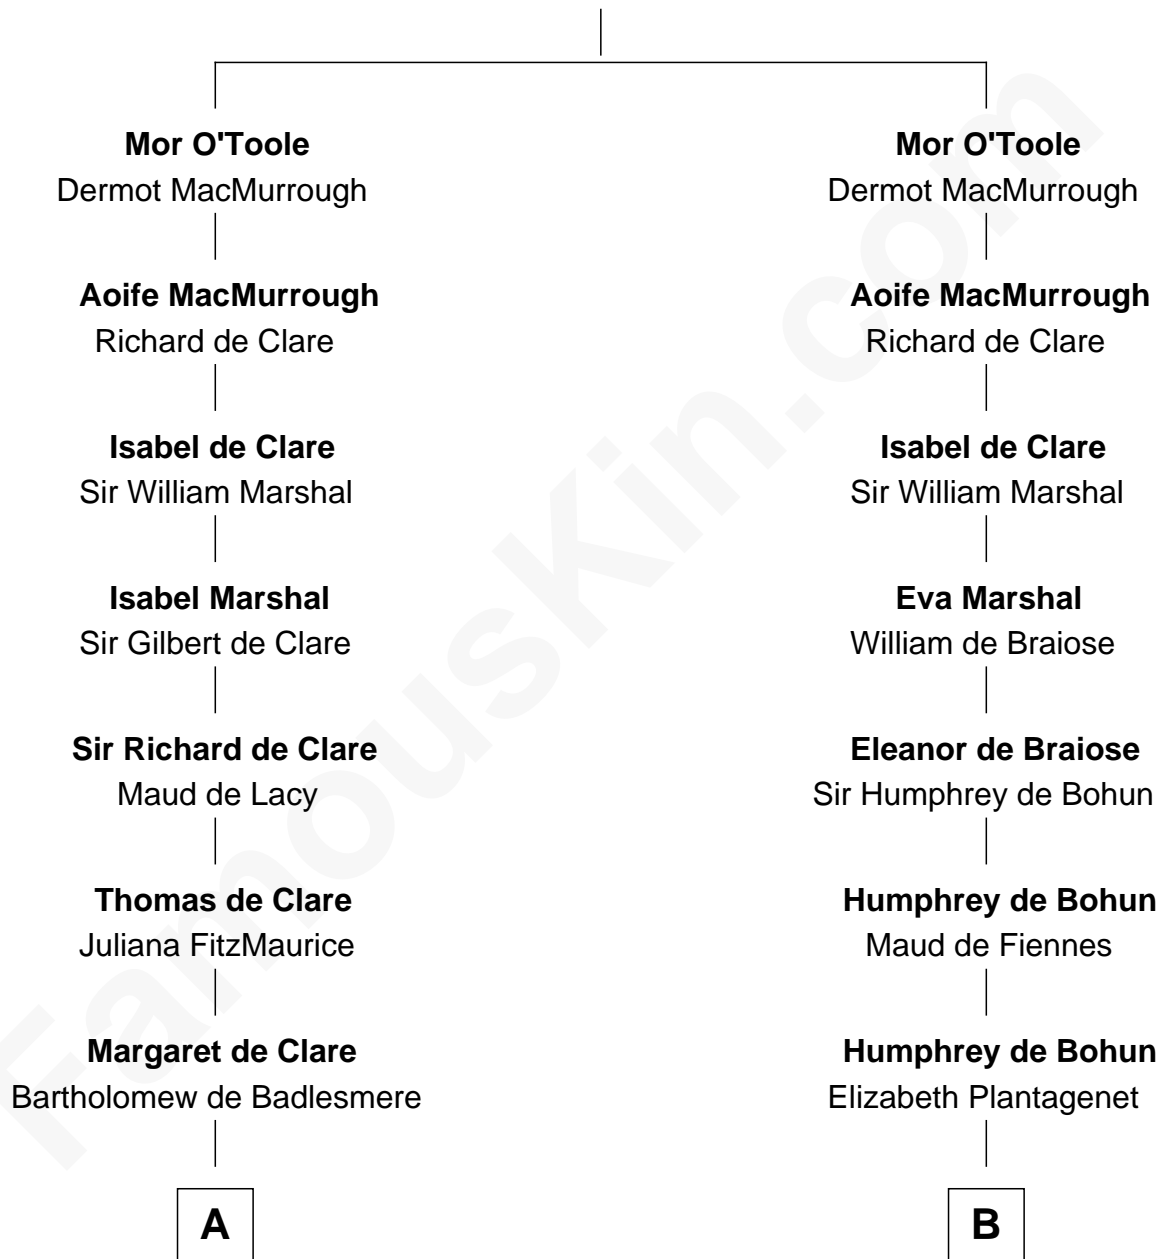 Mor O'Toole
Dermot MacMurrough
Aoife MacMurrough
Richard de Clare
Isabel de Clare
Sir William Marshal
Isabel Marshal
Sir Gilbert de Clare
Sir Richard de Clare
Maud de Lacy
Thomas de Clare
Juliana FitzMaurice
Margaret de Clare
Bartholomew de Badlesmere
A
Mor O'Toole
Dermot MacMurrough
Aoife MacMurrough
Richard de Clare
Isabel de Clare
Sir William Marshal
Eva Marshal
William de Braiose
Eleanor de Braiose
Sir Humphrey de Bohun
Humphrey de Bohun
Maud de Fiennes
Humphrey de Bohun
Elizabeth Plantagenet
B
FamousKin.com